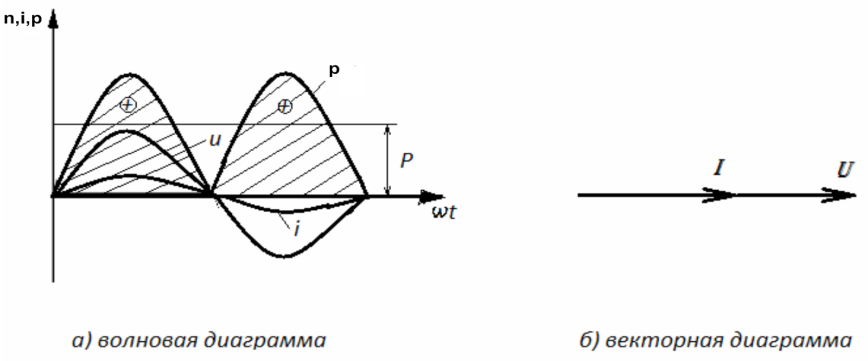 n,i,p
p
u
P
i
ωt
I
U
а) волновая диаграмма
б) векторная диаграмма